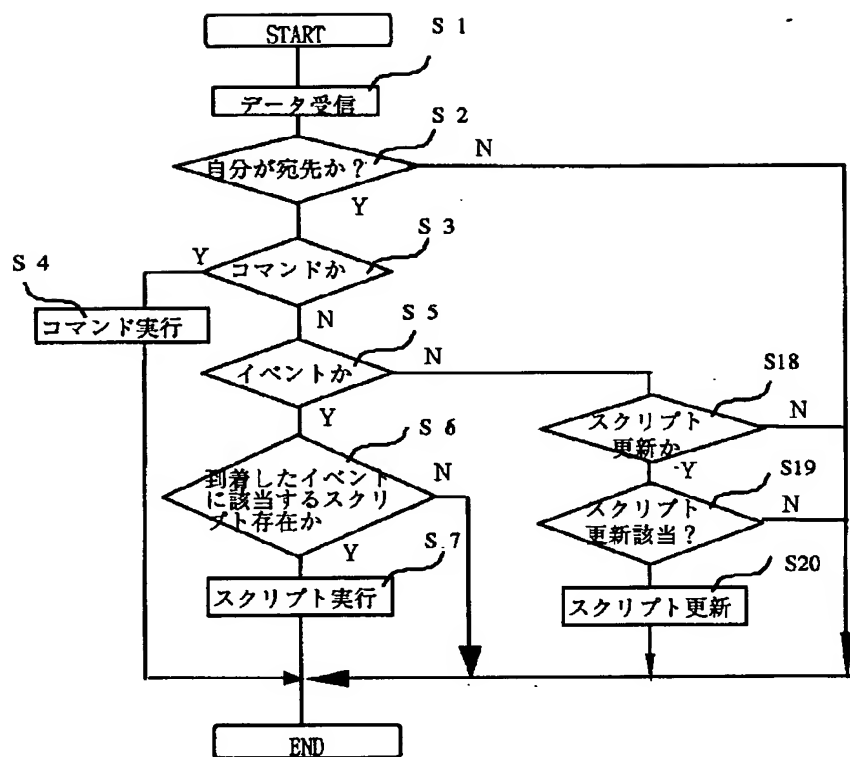 START
S 1
データ受信
S 2
自分が宛先か?
N
Y
S 3
Y
コマンドか
S 4
コマンド実行
N
S 5
イベントか
N
S18
スクリプト
更新か
N
Y
Y
S 6
到着したイベント
に該当するスクリ
プト存在か
N
S19
スクリプト
更新該当?
N
Y
S 7
スクリプト実行
S20
スクリプト更新
END